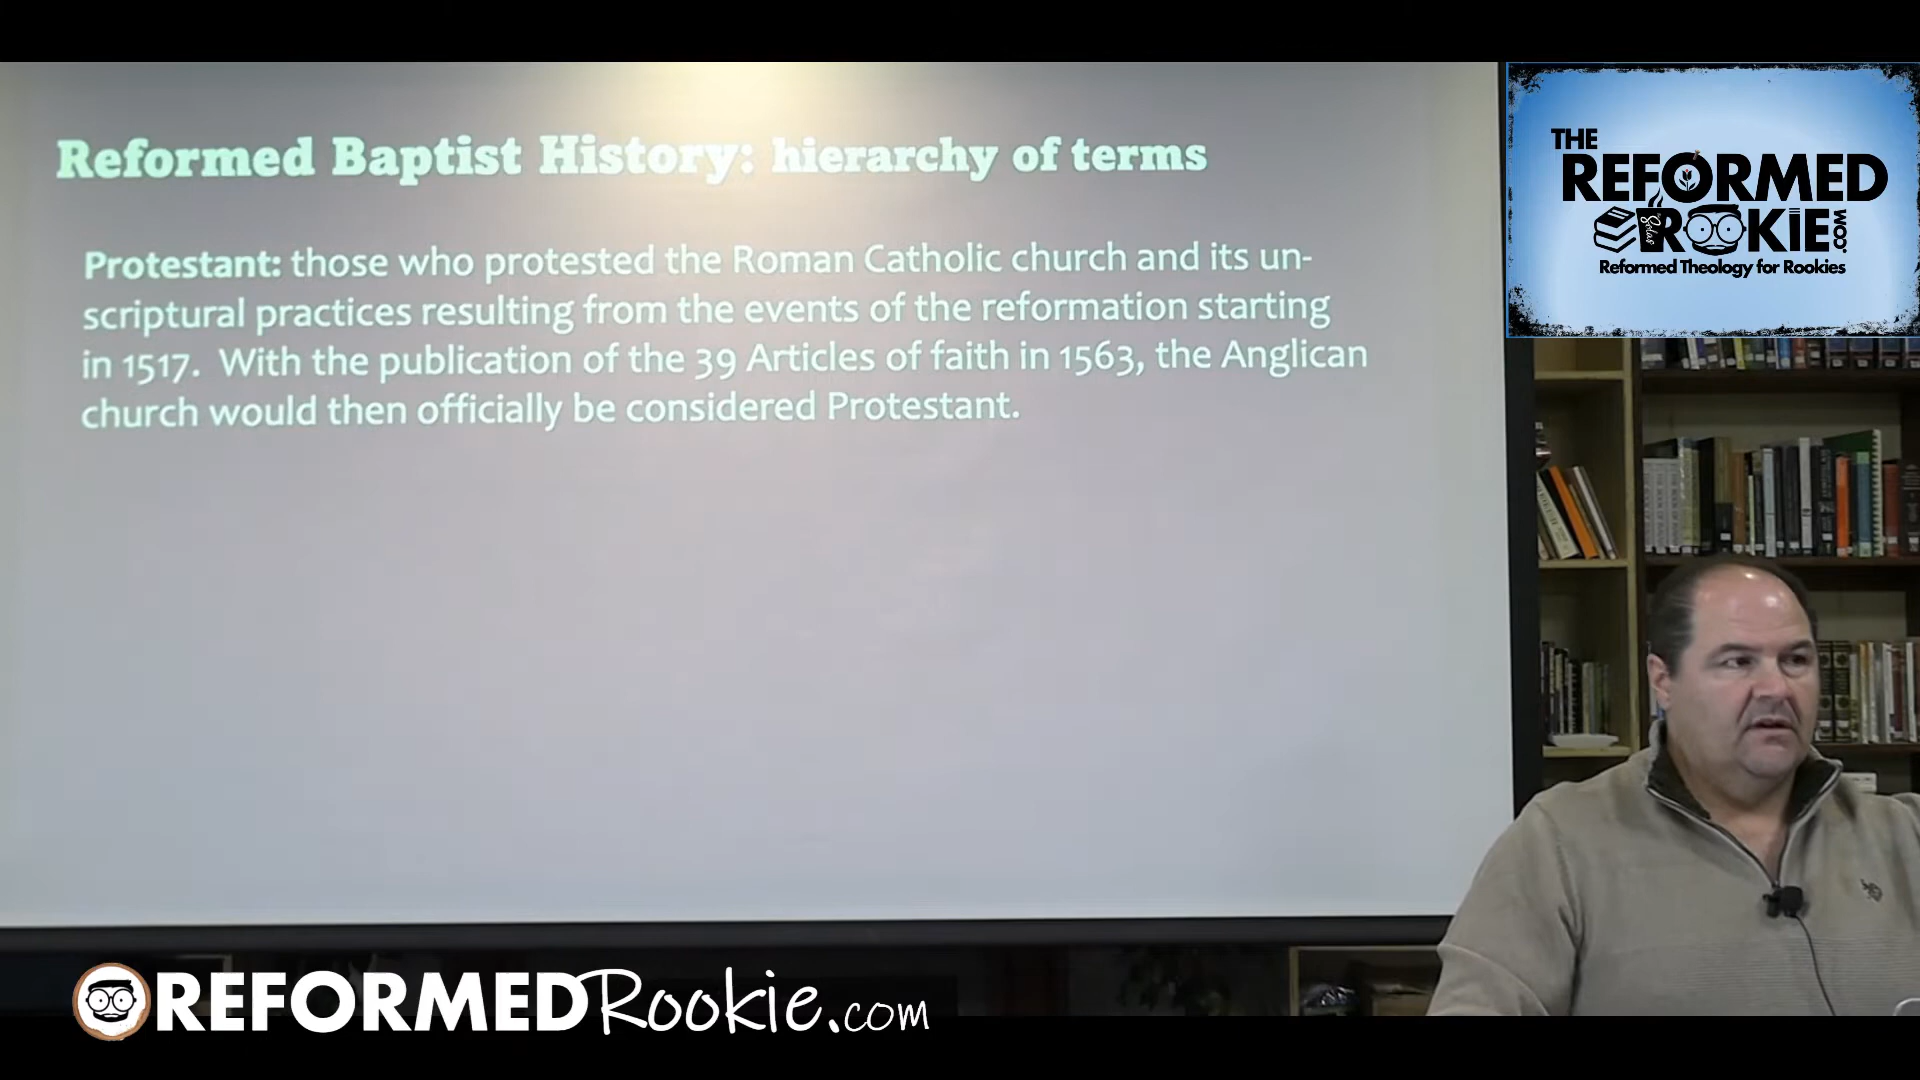 Reformed Baptist History: hierarchy of terms
Protestant: those who protested the Roman Catholic church and its un-
scriptural practices resulting from the events of the reformation starting
in 1517. With the publication of the 39 Articles of faith in 1563, the Anglican
church would then officially be considered Protestant.
THE
REFORMED
ROOKIE
.COM
Reformed Theology for Rookies
REFORMEDRookie.com